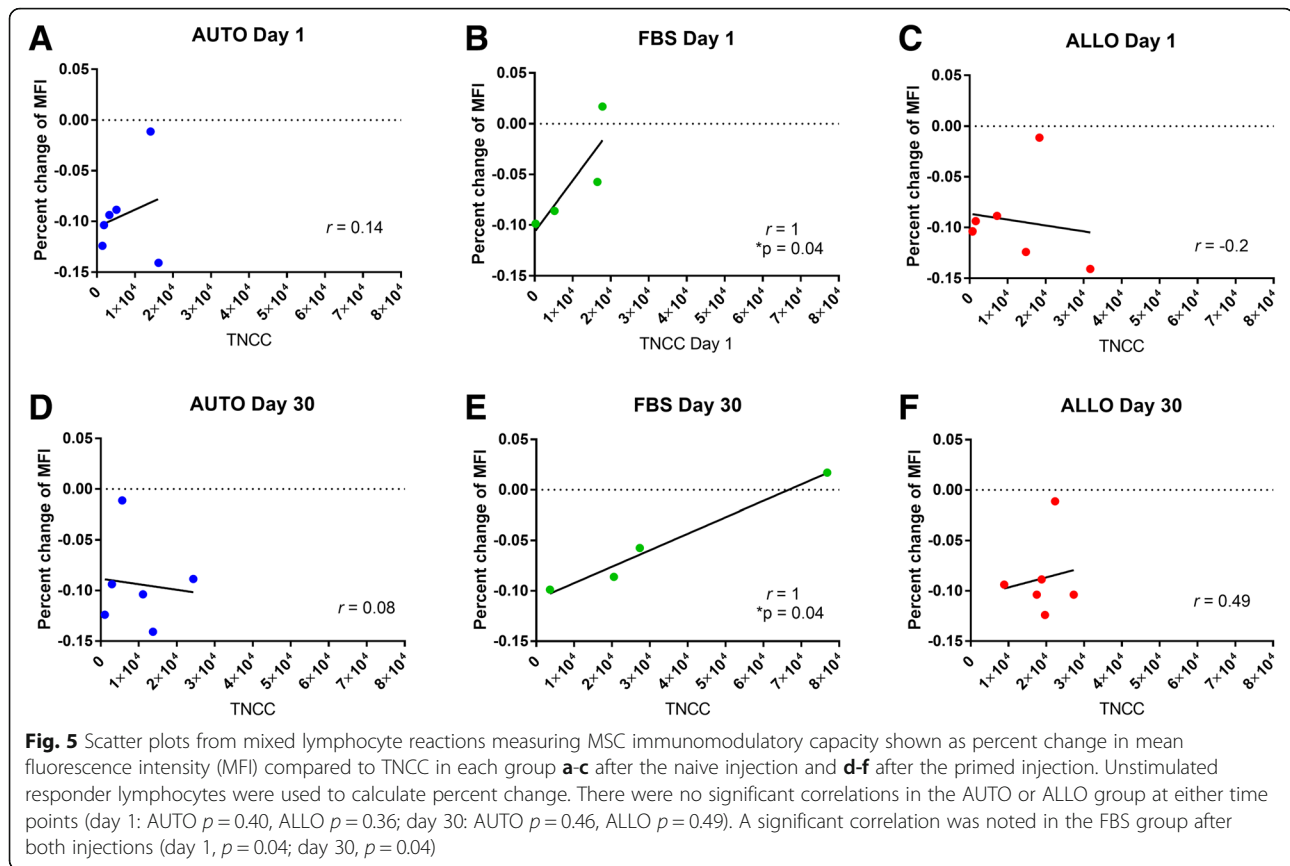 A
AUTO Day 1
Percent change of MFI
0.05
0.00
-0.05
-0.10
-0.15
r = 0.14
0
1×10⁴
2×10⁴
3×10⁴
4×10⁴
5×10⁴
6×10⁴
7×10⁴
8×10⁴
TNCC
B
FBS Day 1
Percent change of MFI
0.05
0.00
-0.05
-0.10
-0.15
r = 1
*p = 0.04
0
1×10⁴
2×10⁴
3×10⁴
4×10⁴
5×10⁴
6×10⁴
7×10⁴
8×10⁴
TNCC Day 1
C
ALLO Day 1
Percent change of MFI
0.05
0.00
-0.05
-0.10
-0.15
r = -0.2
0
1×10⁴
2×10⁴
3×10⁴
4×10⁴
5×10⁴
6×10⁴
7×10⁴
8×10⁴
TNCC
D
AUTO Day 30
Percent change of MFI
0.05
0.00
-0.05
-0.10
-0.15
r = 0.08
0
1×10⁴
2×10⁴
3×10⁴
4×10⁴
5×10⁴
6×10⁴
7×10⁴
8×10⁴
TNCC
E
FBS Day 30
Percent change of MFI
0.05
0.00
-0.05
-0.10
-0.15
r = 1
*p = 0.04
0
1×10⁴
2×10⁴
3×10⁴
4×10⁴
5×10⁴
6×10⁴
7×10⁴
8×10⁴
TNCC
F
ALLO Day 30
Percent change of MFI
0.05
0.00
-0.05
-0.10
-0.15
r = 0.49
0
1×10⁴
2×10⁴
3×10⁴
4×10⁴
5×10⁴
6×10⁴
7×10⁴
8×10⁴
TNCC
Fig. 5 Scatter plots from mixed lymphocyte reactions measuring MSC immunomodulatory capacity shown as percent change in mean
fluorescence intensity (MFI) compared to TNCC in each group a-c after the naive injection and d-f after the primed injection. Unstimulated
responder lymphocytes were used to calculate percent change. There were no significant correlations in the AUTO or ALLO group at either time
points (day 1: AUTO p = 0.40, ALLO p = 0.36; day 30: AUTO p = 0.46, ALLO p = 0.49). A significant correlation was noted in the FBS group after
both injections (day 1, p = 0.04; day 30, p = 0.04)